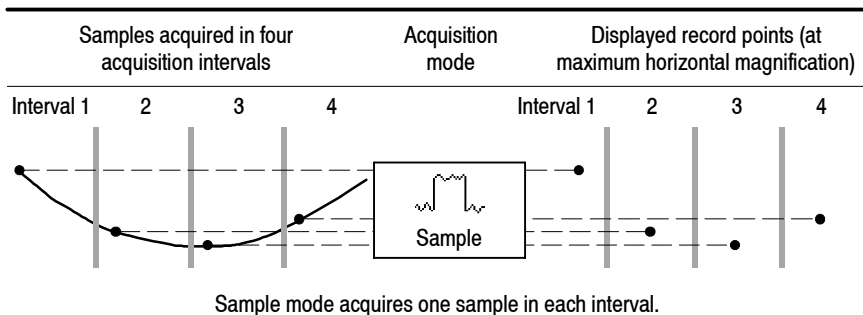 Samples acquired in four
acquisition intervals
Acquisition
mode
Displayed record points (at
maximum horizontal magnification)
Interval 1 2 3 4
Interval 1 2 3 4
Sample
Sample mode acquires one sample in each interval.